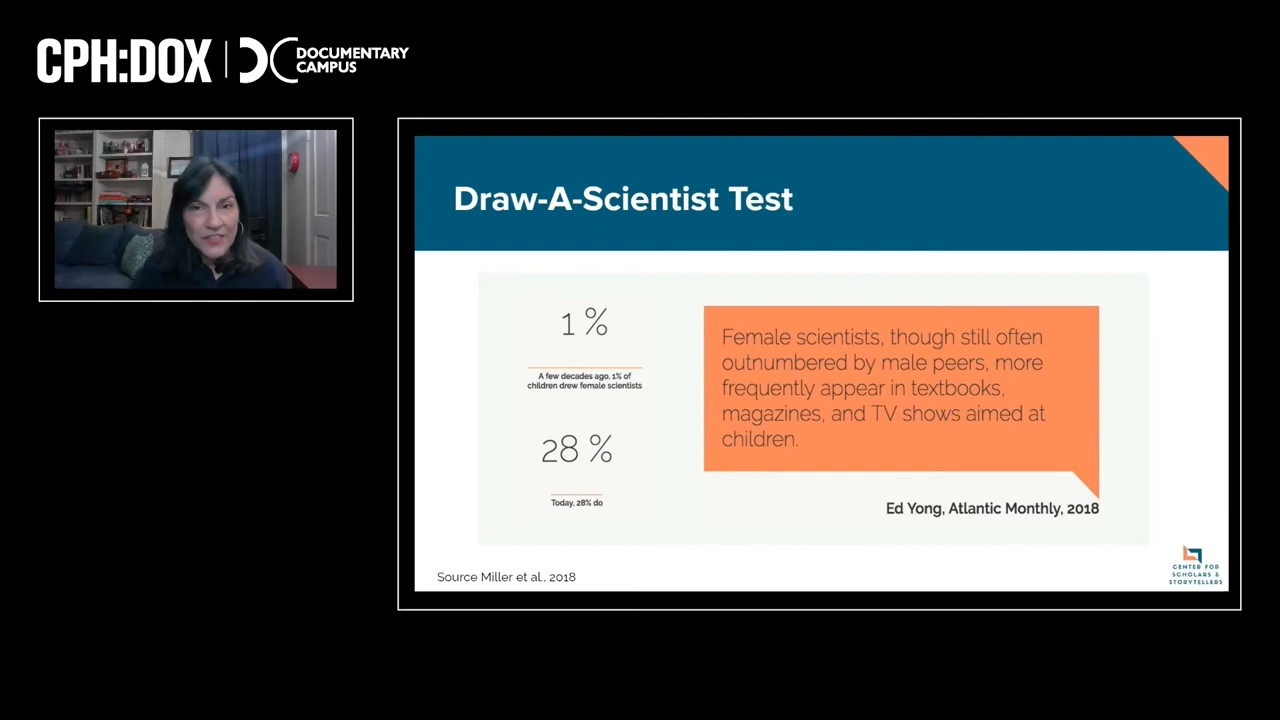 CPH:DOX
DOCUMENTARY
CAMPUS
Draw-A-Scientist Test
1 %
A few decades ago, 1% of
children drew female scientists
28 %
Today, 28% do
Female scientists, though still often
outnumbered by male peers, more
frequently appear in textbooks,
magazines, and TV shows aimed at
children.
Ed Yong, Atlantic Monthly, 2018
Source Miller et al., 2018
CENTER FOR
SCHOLARS &
STORYTELLERS